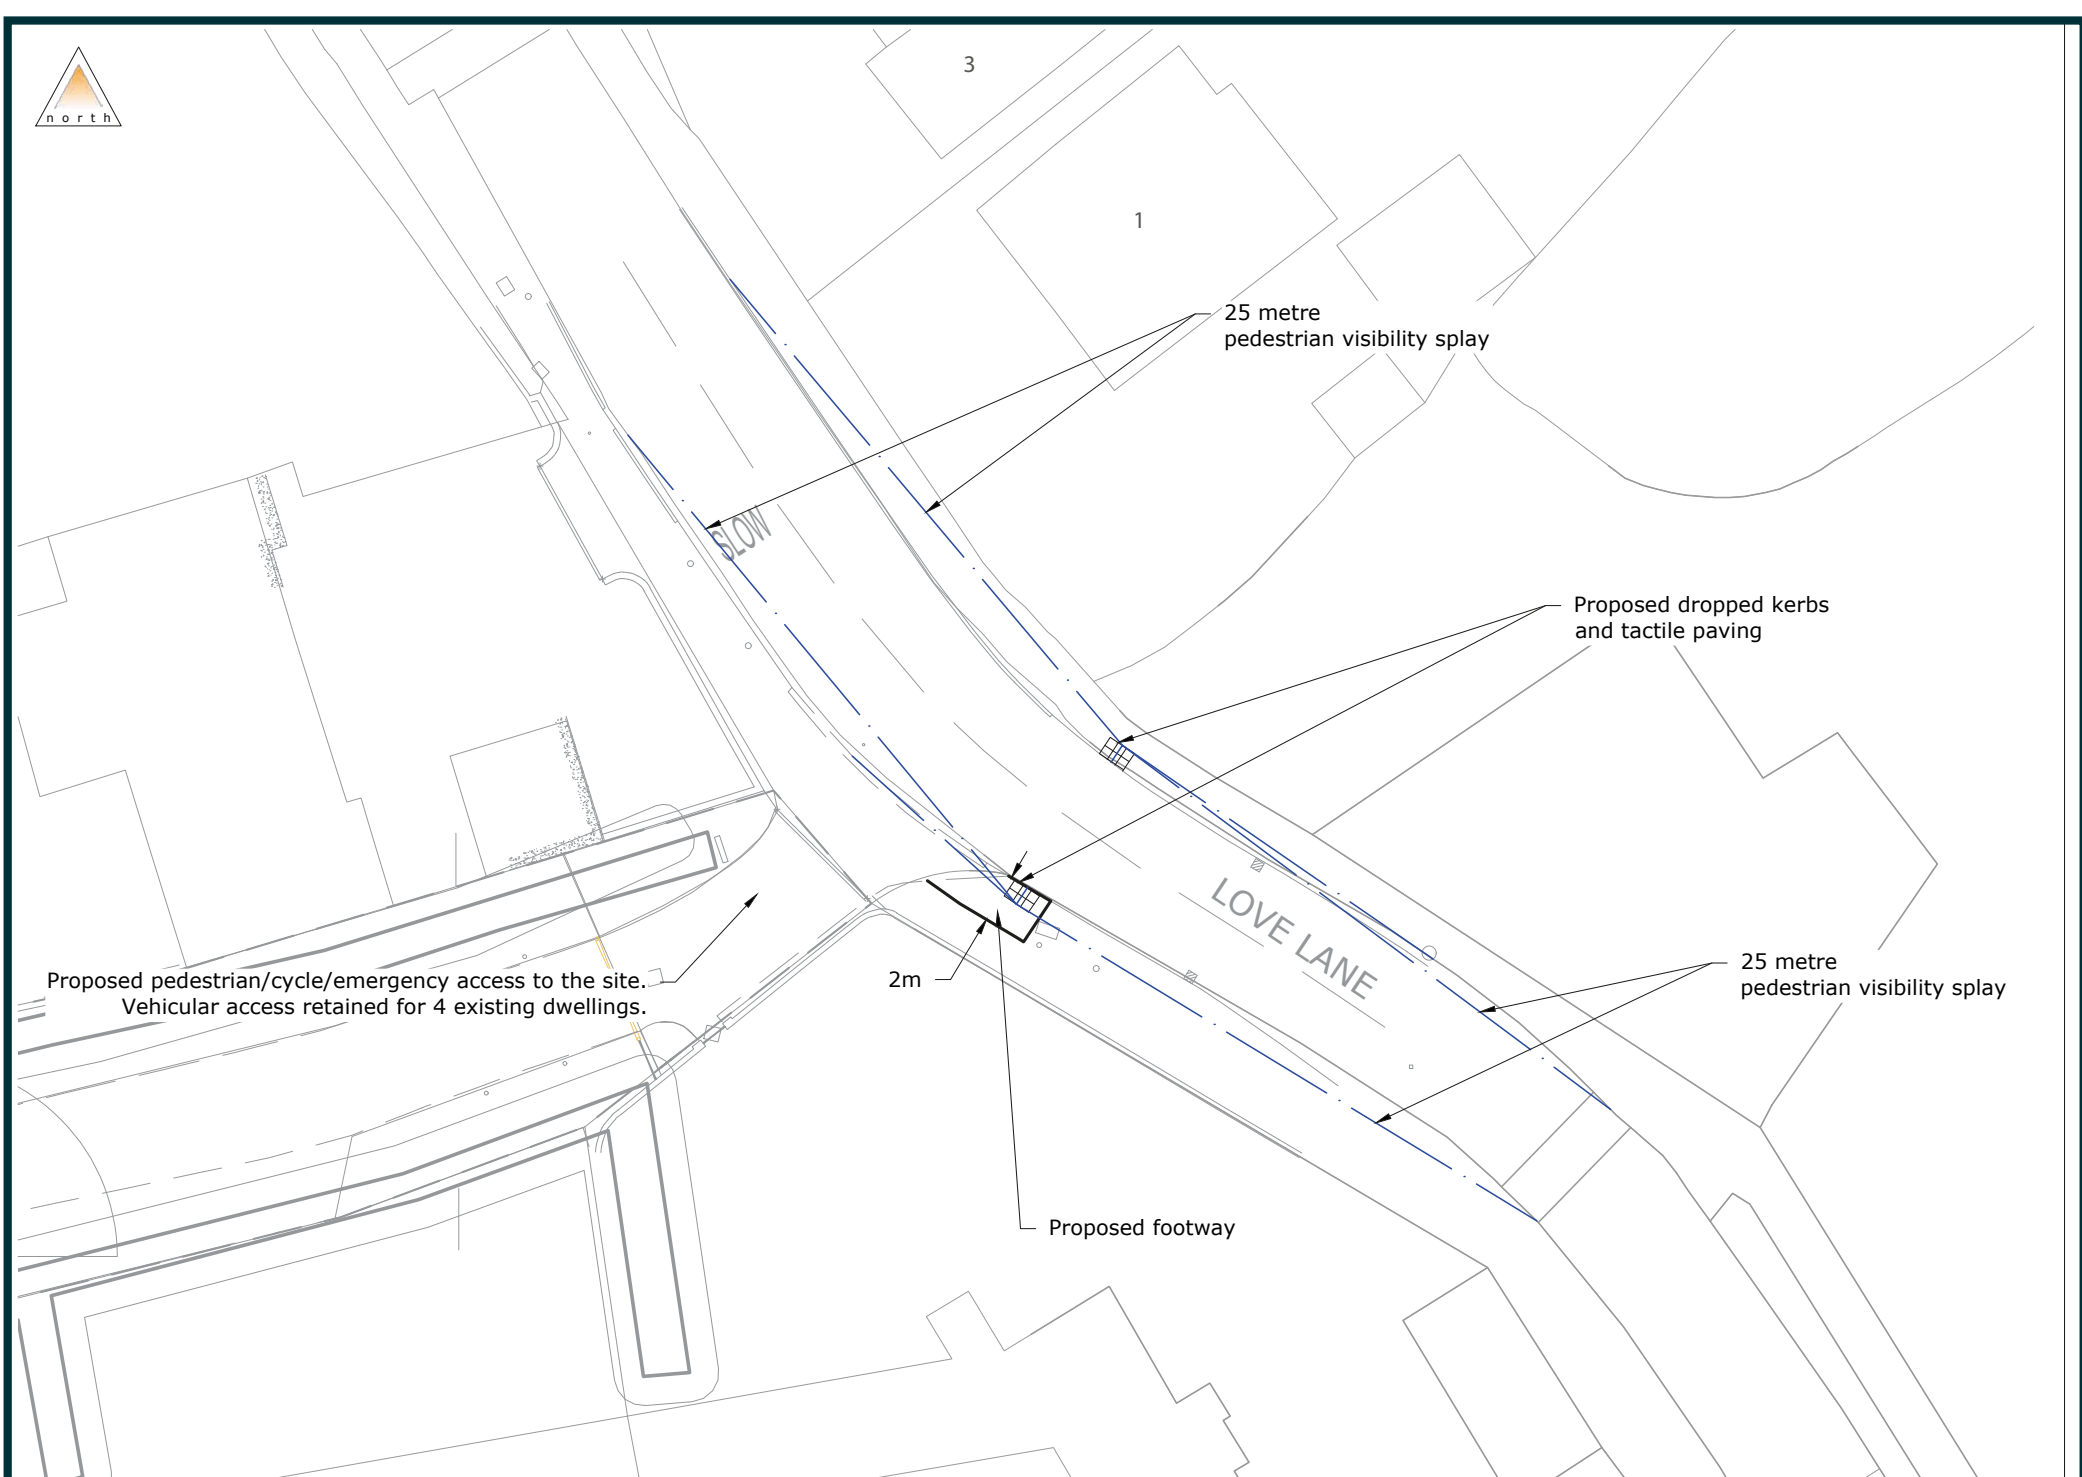 north
3
1
25 metre
pedestrian visibility splay
SLOW
Proposed dropped kerbs
and tactile paving
LOVE LANE
25 metre
pedestrian visibility splay
Proposed pedestrian/cycle/emergency access to the site.
Vehicular access retained for 4 existing dwellings.
2m
Proposed footway